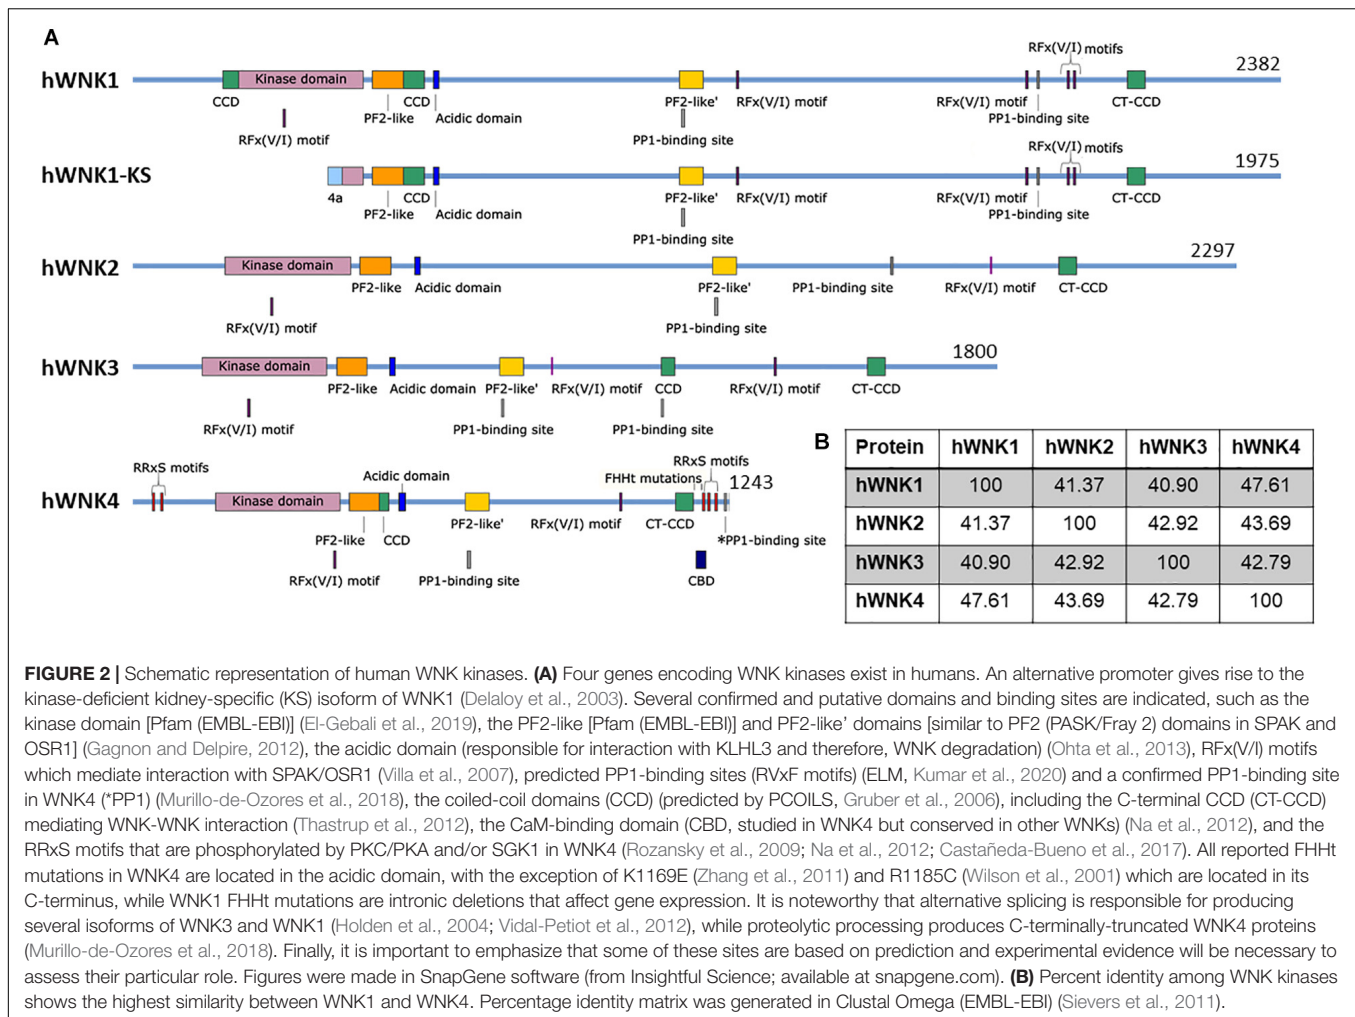 A
hWNK1
Kinase domain
RFx(V/I) motifs
2382
CCD
CCD
PF2-like
Acidic domain
PF2-like'
RFx(V/I) motif
RFx(V/I) motif
CT-CCD
RFx(V/I) motif
PP1-binding site
PP1-binding site
hWNK1-KS
RFx(V/I) motifs
1975
4a
CCD
PF2-like
Acidic domain
PF2-like'
RFx(V/I) motif
RFx(V/I) motif
CT-CCD
PP1-binding site
PP1-binding site
hWNK2
Kinase domain
2297
PF2-like
Acidic domain
PF2-like'
PP1-binding site
RFx(V/I) motif
CT-CCD
RFx(V/I) motif
PP1-binding site
hWNK3
Kinase domain
1800
PF2-like
Acidic domain
PF2-like'
RFx(V/I) motif
CCD
RFx(V/I) motif
CT-CCD
RFx(V/I) motif
PP1-binding site
PP1-binding site
hWNK4
RRxS motifs
Kinase domain
Acidic domain
FHHt mutations
RRxS motifs
1243
PF2-like
CCD
PF2-like'
RFx(V/I) motif
CT-CCD
*PP1-binding site
RFx(V/I) motif
PP1-binding site
CBD
B
Protein hWNK1 hWNK2 hWNK3 hWNK4
hWNK1 100 41.37 40.90 47.61
hWNK2 41.37 100 42.92 43.69
hWNK3 40.90 42.92 100 42.79
hWNK4 47.61 43.69 42.79 100
FIGURE 2 | Schematic representation of human WNK kinases. (A) Four genes encoding WNK kinases exist in humans. An alternative promoter gives rise to the
kinase-deficient kidney-specific (KS) isoform of WNK1 (Delaloy et al., 2003). Several confirmed and putative domains and binding sites are indicated, such as the
kinase domain [Pfam (EMBL-EBI)] (El-Gebali et al., 2019), the PF2-like [Pfam (EMBL-EBI)] and PF2-like’ domains [similar to PF2 (PASK/Fray 2) domains in SPAK and
OSR1] (Gagnon and Delpire, 2012), the acidic domain (responsible for interaction with KLHL3 and therefore, WNK degradation) (Ohta et al., 2013), RFx(V/I) motifs
which mediate interaction with SPAK/OSR1 (Villa et al., 2007), predicted PP1-binding sites (RVxF motifs) (ELM, Kumar et al., 2020) and a confirmed PP1-binding site
in WNK4 (*PP1) (Murillo-de-Ozores et al., 2018), the coiled-coil domains (CCD) (predicted by PCOILS, Gruber et al., 2006), including the C-terminal CCD (CT-CCD)
mediating WNK-WNK interaction (Thastrup et al., 2012), the CaM-binding domain (CBD, studied in WNK4 but conserved in other WNKs) (Na et al., 2012), and the
RRxS motifs that are phosphorylated by PKC/PKA and/or SGK1 in WNK4 (Rozansky et al., 2009; Na et al., 2012; Castañeda-Bueno et al., 2017). All reported FHHt
mutations in WNK4 are located in the acidic domain, with the exception of K1169E (Zhang et al., 2011) and R1185C (Wilson et al., 2001) which are located in its
C-terminus, while WNK1 FHHt mutations are intronic deletions that affect gene expression. It is noteworthy that alternative splicing is responsible for producing
several isoforms of WNK3 and WNK1 (Holden et al., 2004; Vidal-Petiot et al., 2012), while proteolytic processing produces C-terminally-truncated WNK4 proteins
(Murillo-de-Ozores et al., 2018). Finally, it is important to emphasize that some of these sites are based on prediction and experimental evidence will be necessary to
assess their particular role. Figures were made in SnapGene software (from Insightful Science; available at snapgene.com). (B) Percent identity among WNK kinases
shows the highest similarity between WNK1 and WNK4. Percentage identity matrix was generated in Clustal Omega (EMBL-EBI) (Sievers et al., 2011).